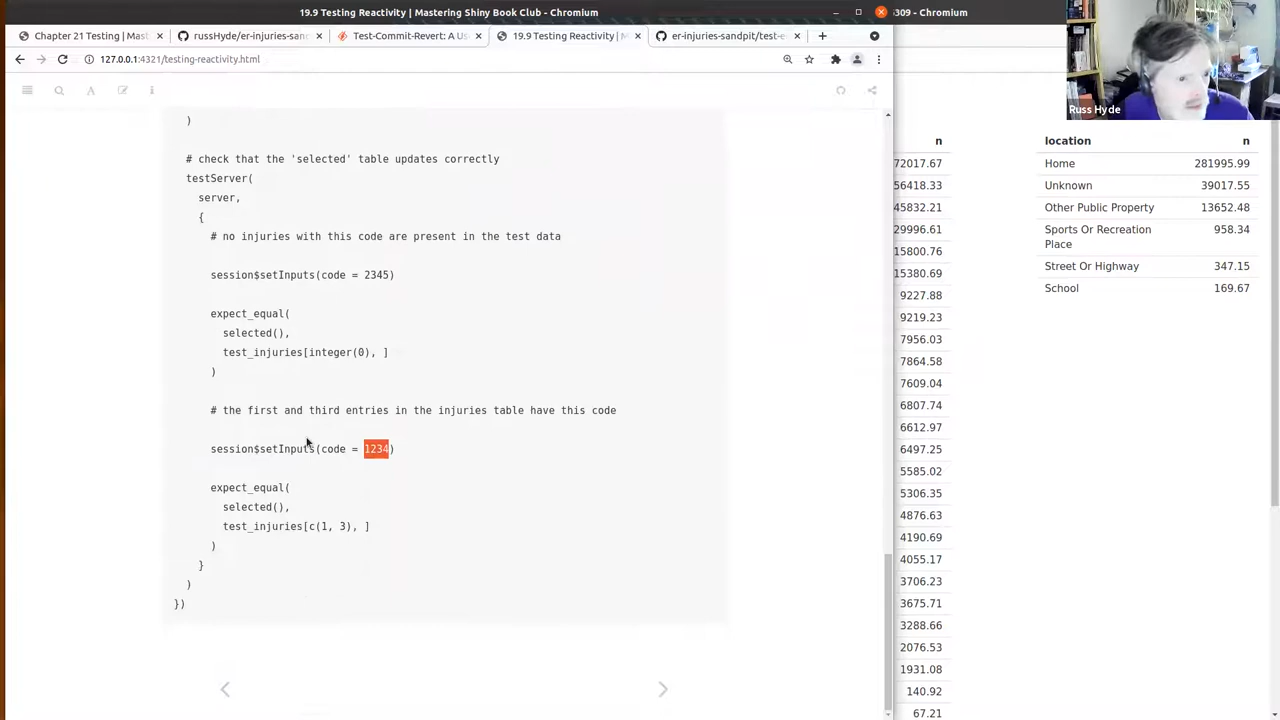 19.9 Testing Reactivity | Mastering Shiny Book Club - Chromium
309 - Chromium
Chapter 21 Testing | Mast
russHyde/er-injuries-san
Test-Commit-Revert: A Us
19.9 Testing Reactivity | M
er-injuries-sandpit/test-e
127.0.0.1:4321/testing-reactivity.html
Russ Hyde
)
# check that the 'selected' table updates correctly
testServer(
server,
{
# no injuries with this code are present in the test data
session$setInputs(code = 2345)
expect_equal(
selected(),
test_injuries[integer(0), ]
)
# the first and third entries in the injuries table have this code
session$setInputs(code = 1234)
expect_equal(
selected(),
test_injuries[c(1, 3), ]
)
}
)
})
n
72017.67
56418.33
45832.21
29996.61
15800.76
15380.69
9227.88
9219.23
7956.03
7864.58
7609.04
6807.74
6612.97
6497.25
5585.02
5306.35
4876.63
4190.69
4055.17
3706.23
3675.71
3288.66
2076.53
1931.08
140.92
67.21
location n
Home 281995.99
Unknown 39017.55
Other Public Property 13652.48
Sports Or Recreation 958.34
Place
Street Or Highway 347.15
School 169.67